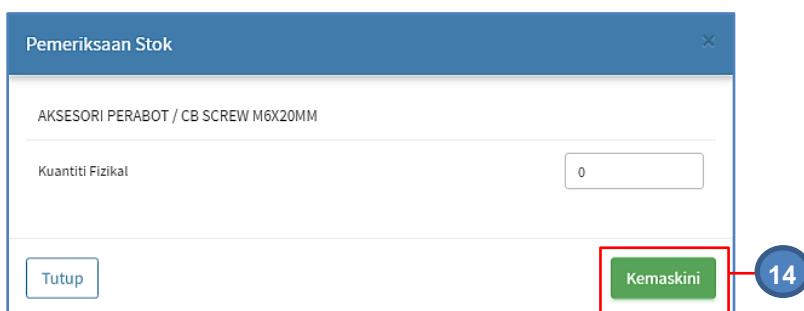 Pemeriksaan Stok ×
AKSESORI PERABOT / CB SCREW M6X20MM
Kuantiti Fizikal 0
Tutup Kemaskini 14